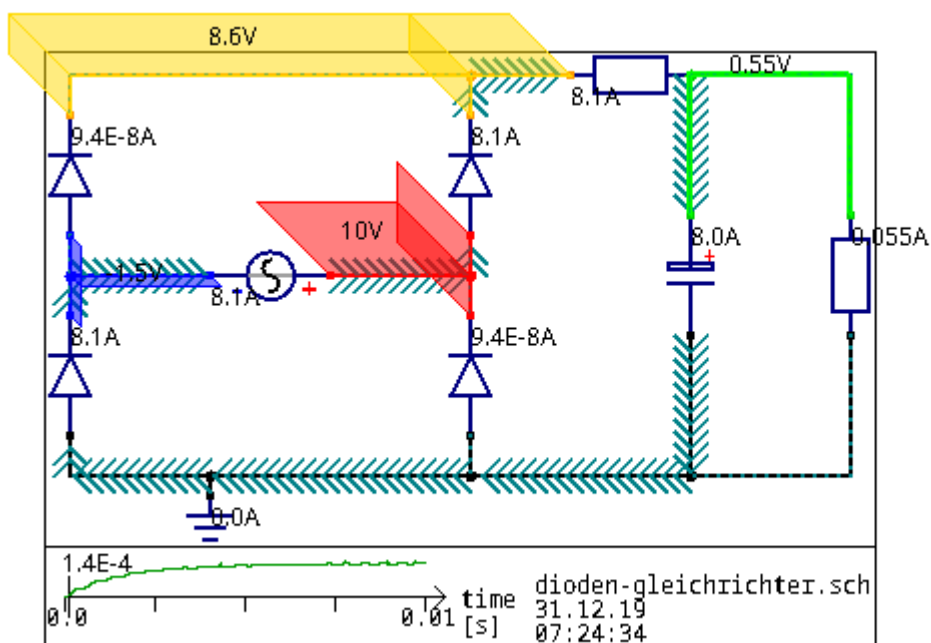 8.6V
0.55V
8.1A
9.4E-8A
8.1A
10V
8.0A
0.055A
1.5V
8.1A
8.1A
9.4E-8A
0.0A
1.4E-4
0.0
0.01
time
[s]
dioden-gleichrichter.sch
31.12.19
07:24:34